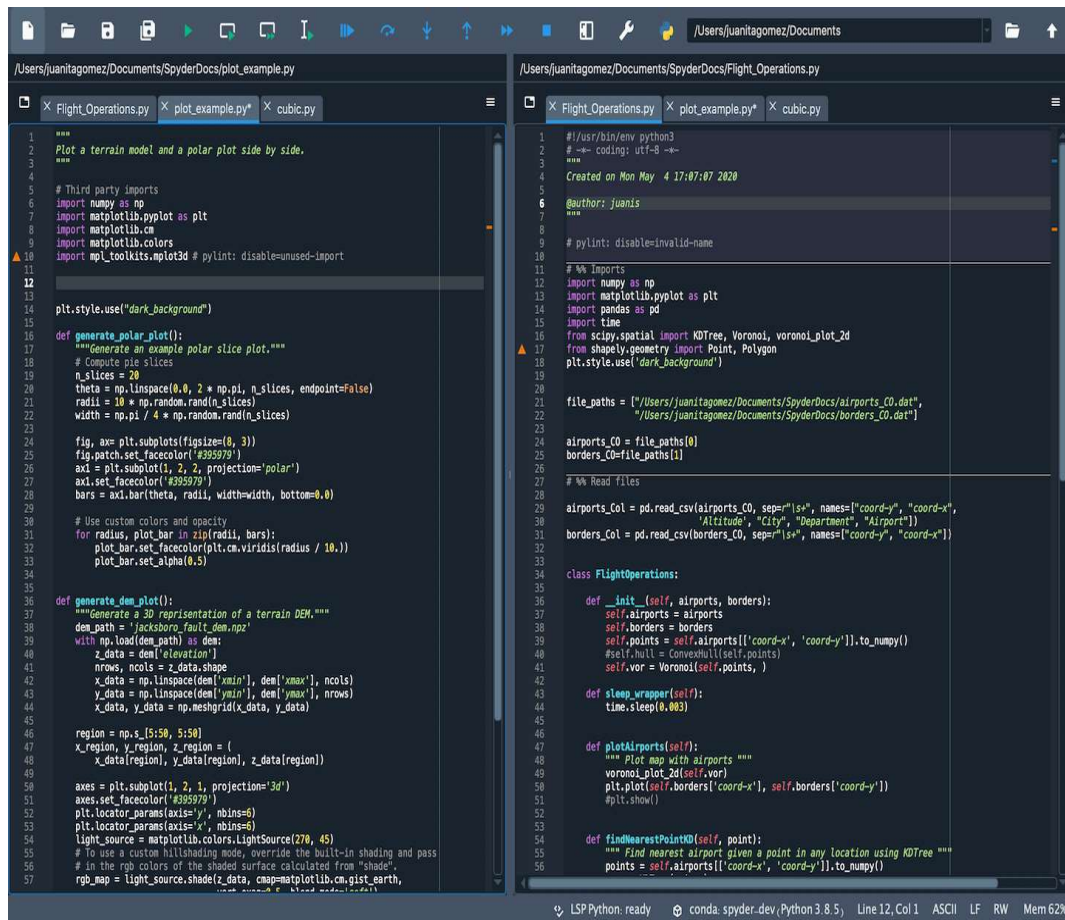 /Users/juanitagomez/Documents
/Users/juanitagomez/Documents/SpyderDocs/plot_example.py
Flight_Operations.py
plot_example.py*
cubic.py
1 """
2 Plot a terrain model and a polar plot side by side.
3 """
4
5 # Third party imports
6 import numpy as np
7 import matplotlib.pyplot as plt
8 import matplotlib.cm
9 import matplotlib.colors
10 import mpl_toolkits.mplot3d # pylint: disable=unused-import
11
12
13
14 plt.style.use("dark_background")
15
16 def generate_polar_plot():
17     """Generate an example polar slice plot."""
18     # Compute pie slices
19     n_slices = 20
20     theta = np.linspace(0.0, 2 * np.pi, n_slices, endpoint=False)
21     radii = 10 * np.random.rand(n_slices)
22     width = np.pi / 4 * np.random.rand(n_slices)
23
24     fig, ax= plt.subplots(figsize=(8, 3))
25     fig.patch.set_facecolor('#395979')
26     ax1 = plt.subplot(1, 2, 2, projection='polar')
27     ax1.set_facecolor('#395979')
28     bars = ax1.bar(theta, radii, width=width, bottom=0.0)
29
30     # Use custom colors and opacity
31     for radius, plot_bar in zip(radii, bars):
32         plot_bar.set_facecolor(plt.cm.viridis(radius / 10.))
33         plot_bar.set_alpha(0.5)
34
35
36 def generate_dem_plot():
37     """Generate a 3D reprisentation of a terrain DEM."""
38     dem_path = 'jacksboro_fault_dem.npz'
39     with np.load(dem_path) as dem:
40         z_data = dem['elevation']
41         nrows, ncols = z_data.shape
42         x_data = np.linspace(dem['xmin'], dem['xmax'], ncols)
43         y_data = np.linspace(dem['ymin'], dem['ymax'], nrows)
44         x_data, y_data = np.meshgrid(x_data, y_data)
45
46     region = np.s_[5:50, 5:50]
47     x_region, y_region, z_region = (
48         x_data[region], y_data[region], z_data[region])
49
50     axes = plt.subplot(1, 2, 1, projection='3d')
51     axes.set_facecolor('#395979')
52     plt.locator_params(axis='y', nbins=6)
53     plt.locator_params(axis='x', nbins=6)
54     light_source = matplotlib.colors.LightSource(270, 45)
55     # To use a custom hillshading mode, override the built-in shading and pass
56     # in the rgb colors of the shaded surface calculated from "shade".
57     rgb_map = light_source.shade(z_data, cmap=matplotlib.cm.gist_earth,
/Users/juanitagomez/Documents/SpyderDocs/Flight_Operations.py
Flight_Operations.py
plot_example.py*
cubic.py
1 #!/usr/bin/env python3
2 # -*- coding: utf-8 -*-
3 """
4 Created on Mon May  4 17:07:07 2020
5
6 @author: juanis
7 """
8
9 # pylint: disable=invalid-name
10
11 # %% Imports
12 import numpy as np
13 import matplotlib.pyplot as plt
14 import pandas as pd
15 import time
16 from scipy.spatial import KDTree, Voronoi, voronoi_plot_2d
17 from shapely.geometry import Point, Polygon
18 plt.style.use('dark_background')
19
20
21 file_paths = ["/Users/juanitagomez/Documents/SpyderDocs/airports_CO.dat",
22               "/Users/juanitagomez/Documents/SpyderDocs/borders_CO.dat"]
23
24 airports_CO = file_paths[0]
25 borders_CO=file_paths[1]
26
27 # %% Read files
28
29 airports_Col = pd.read_csv(airports_CO, sep=r"\s+", names=["coord-y", "coord-x",
30                            'Altitude', "City", "Department", "Airport"])
31 borders_Col = pd.read_csv(borders_CO, sep=r"\s+", names=["coord-y", "coord-x"])
32
33
34 class FlightOperations:
35
36     def __init__(self, airports, borders):
37         self.airports = airports
38         self.borders = borders
39         self.points = self.airports[['coord-x', 'coord-y']].to_numpy()
40         #self.hull = ConvexHull(self.points)
41         self.vor = Voronoi(self.points, )
42
43     def sleep_wrapper(self):
44         time.sleep(0.003)
45
46
47     def plotAirports(self):
48         """ Plot map with airports """
49         voronoi_plot_2d(self.vor)
50         plt.plot(self.borders['coord-x'], self.borders['coord-y'])
51         #plt.show()
52
53
54     def findNearestPointKD(self, point):
55         """ Find nearest airport given a point in any location using KDTree """
56         points = self.airports[['coord-x', 'coord-y']].to_numpy()
LSP Python: ready
conda: spyder-dev (Python 3.8.5)
Line 12, Col 1
ASCII
LF
RW
Mem 62%